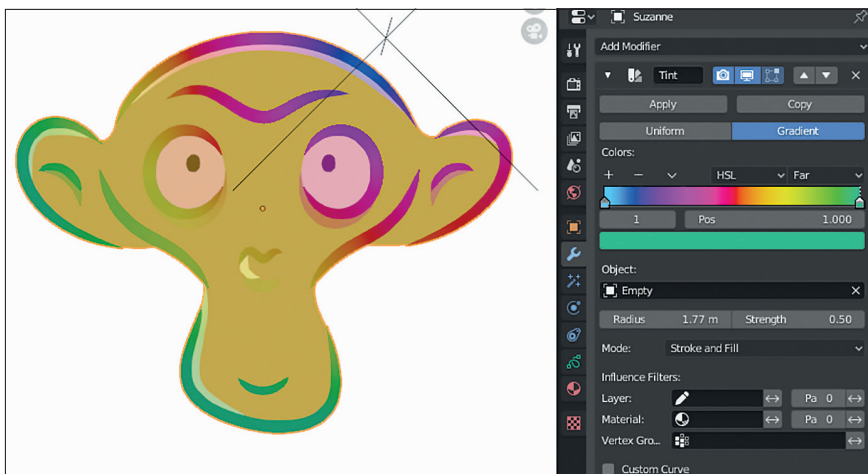 Suzanne
Add Modifier
Tint
Apply Copy
Uniform Gradient
Colors:
HSL Far
1 Pos 1.000
Object:
Empty
Radius 1.77 m Strength 0.50
Mode: Stroke and Fill
Influence Filters:
Layer: Pa 0
Material: Pa 0
Vertex Gro...
Custom Curve